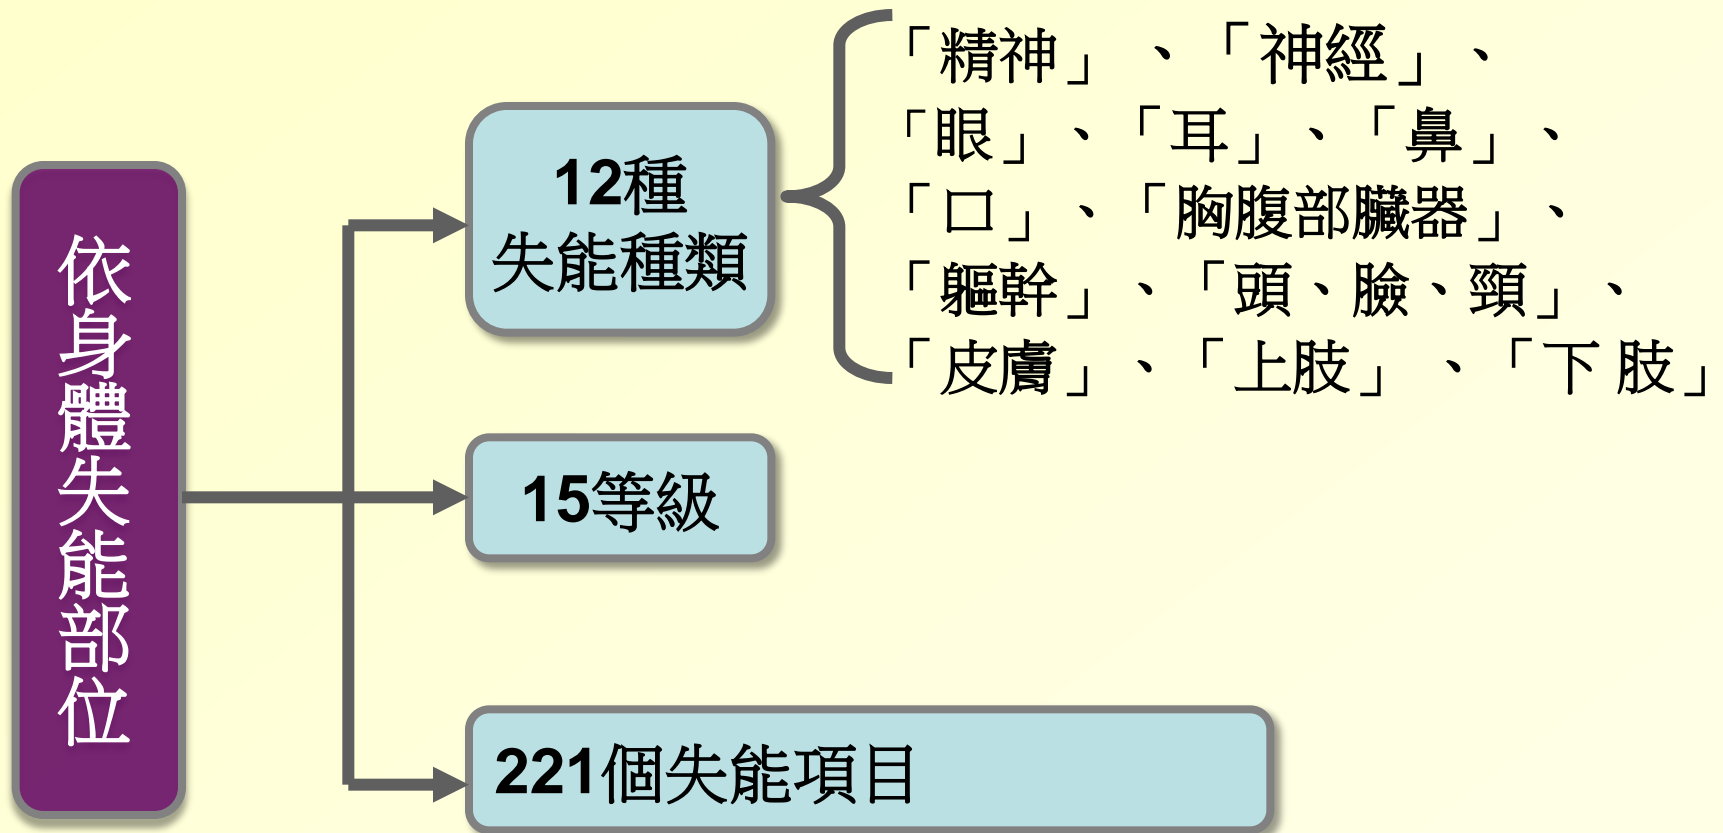 依身體失能部位
12種
失能種類
「精神」、「神經」、
「眼」、「耳」、「鼻」、
「口」、「胸腹部臟器」、
「軀幹」、「頭、臉、頸」、
「皮膚」、「上肢」、「下肢」
15等級
221個失能項目